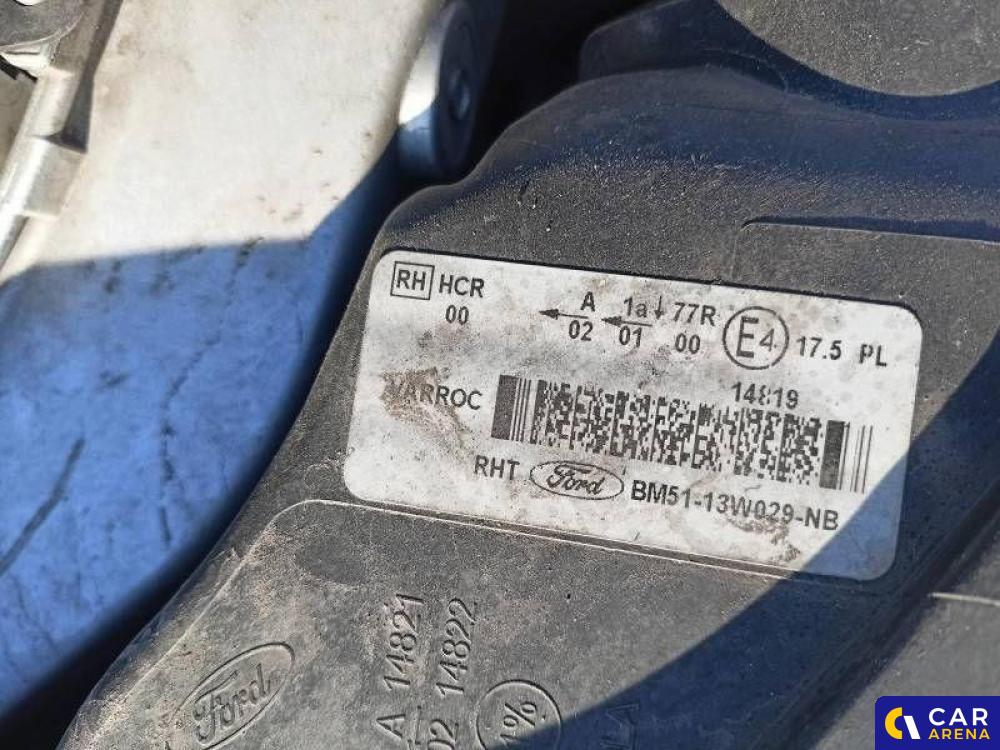 RH HCR
00
A 1a 77R E4 17.5 PL
02 01 00
14819
VARROC
RHT Ford BM51-13W029-NB
A 14821
02 14822
1%
Ford
CAR
ARENA